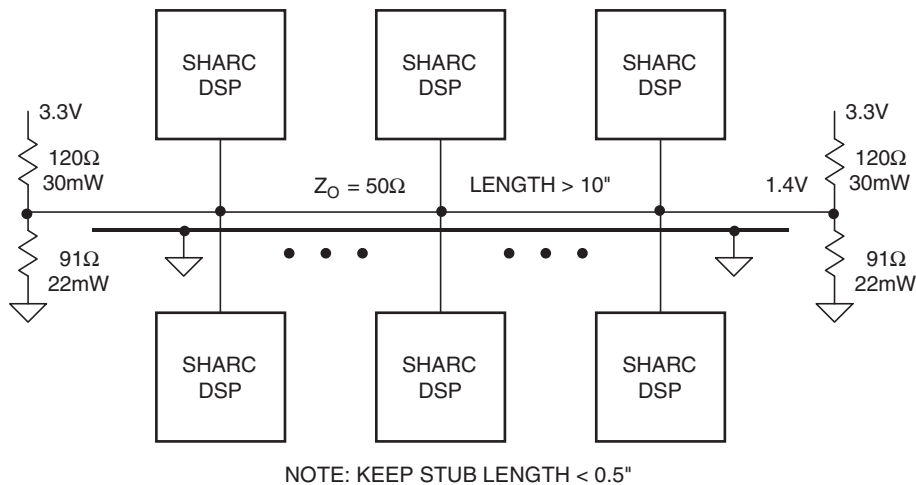 SHARC
DSP
SHARC
DSP
SHARC
DSP
3.3V
3.3V
120Ω
30mW
120Ω
30mW
Z_O = 50Ω
LENGTH > 10"
1.4V
91Ω
22mW
91Ω
22mW
SHARC
DSP
SHARC
DSP
SHARC
DSP
NOTE: KEEP STUB LENGTH < 0.5"